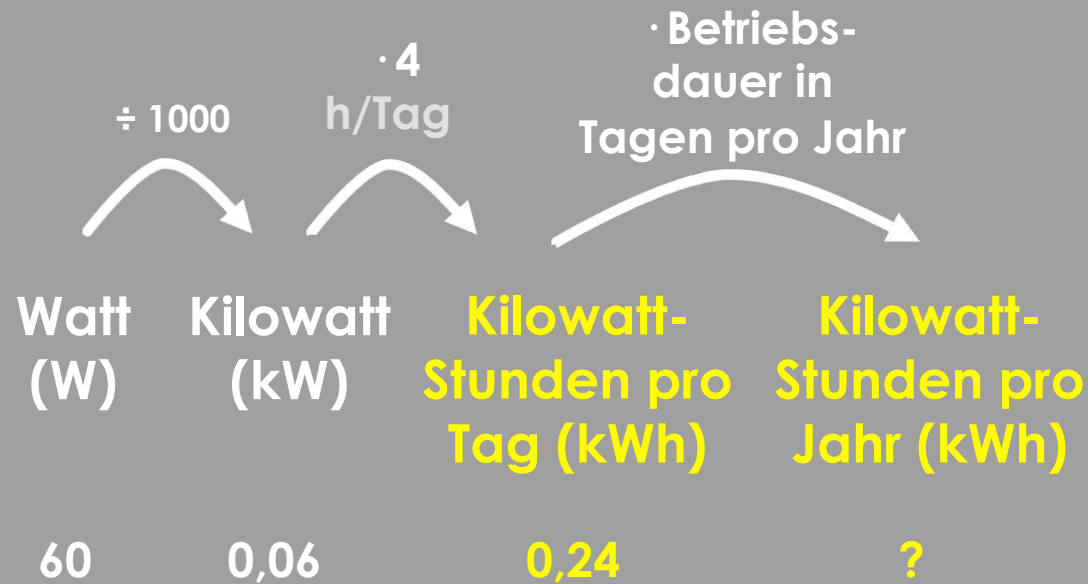 ÷ 1000
· 4
h/Tag
· Betriebs-
dauer in
Tagen pro Jahr
Watt
(W)
Kilowatt
(kW)
Kilowatt-
Stunden pro
Tag (kWh)
Kilowatt-
Stunden pro
Jahr (kWh)
60
0,06
0,24
?